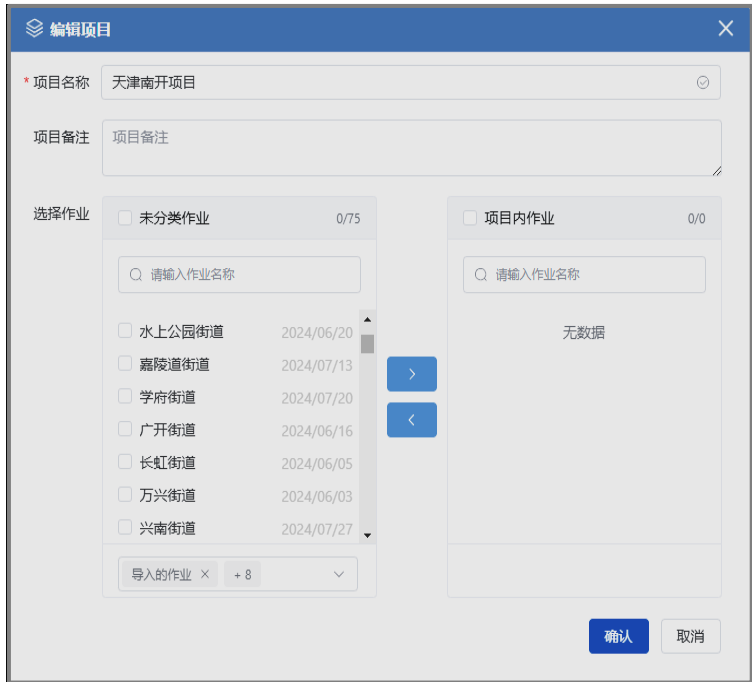 编辑项目
* 项目名称 天津南开项目
项目备注 项目备注
选择作业
未分类作业 0/75
请输入作业名称
水上公园街道 2024/06/20
嘉陵道街道 2024/07/13
学府街道 2024/07/20
广开街道 2024/06/16
长虹街道 2024/06/05
万兴街道 2024/06/03
兴南街道 2024/07/27
导入的作业 × + 8
项目内作业 0/0
请输入作业名称
无数据
确认 取消